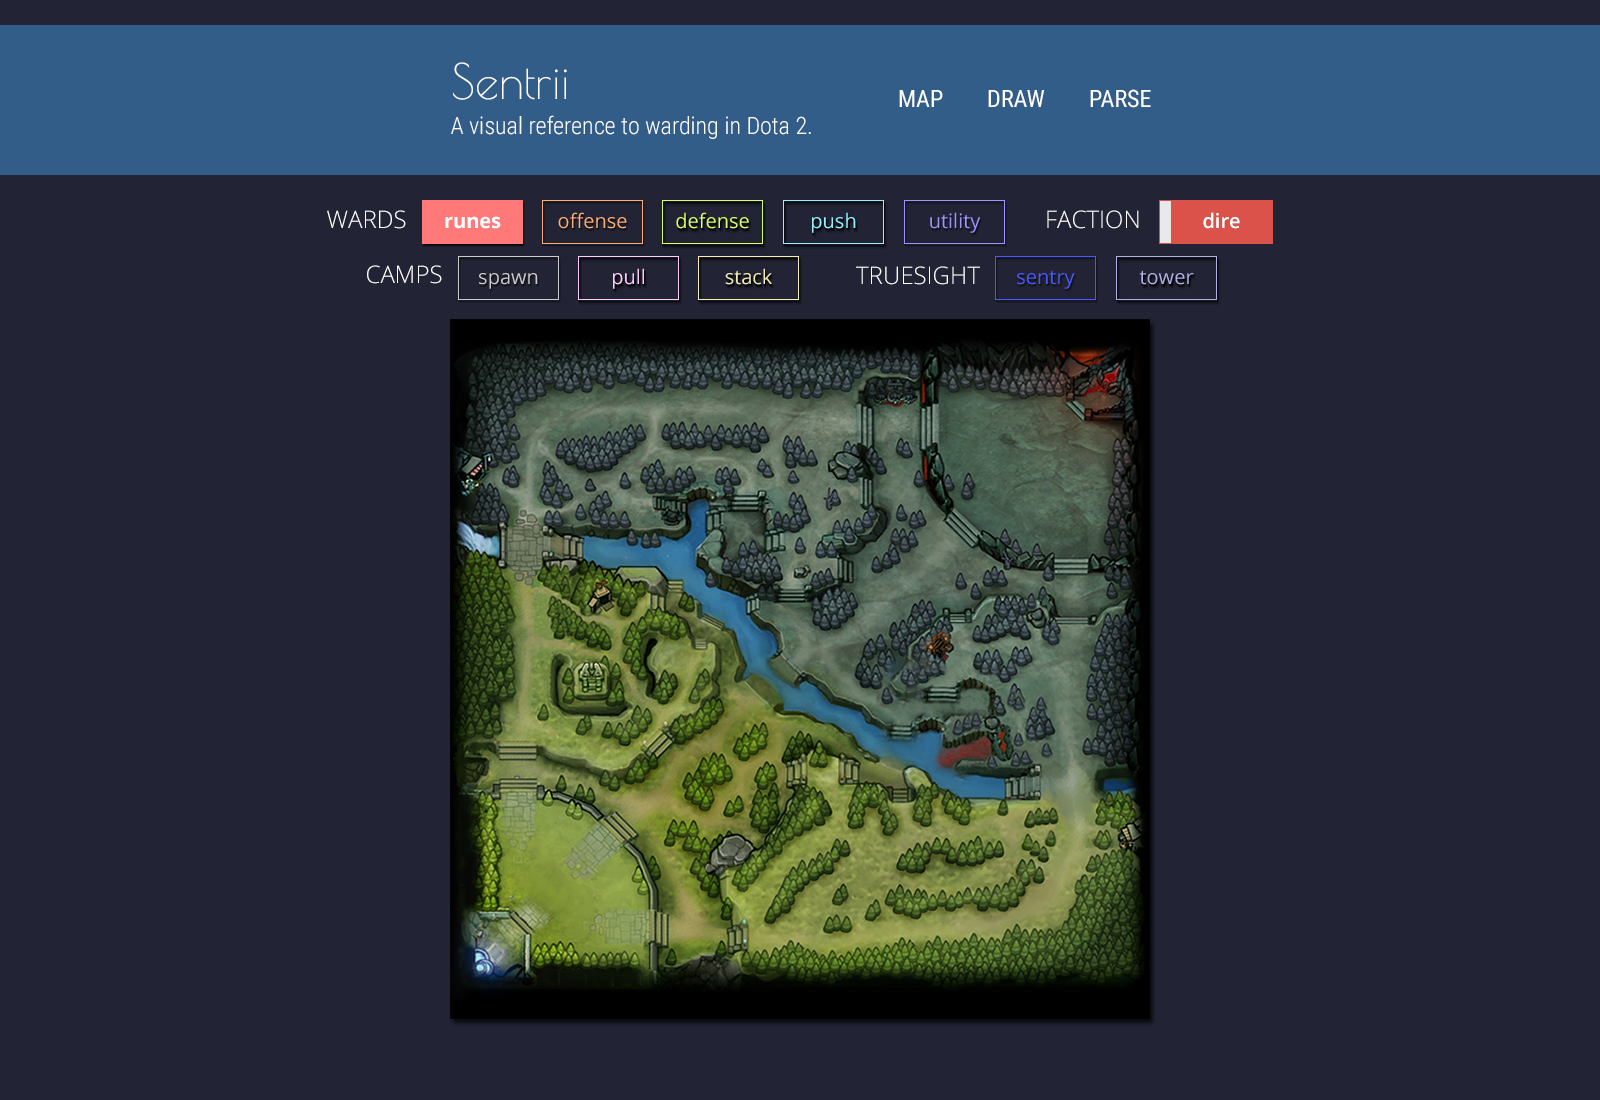 Sentrii
A visual reference to warding in Dota 2.
MAP DRAW PARSE
WARDS runes offense defense push utility FACTION dire
CAMPS spawn pull stack TRUESIGHT sentry tower